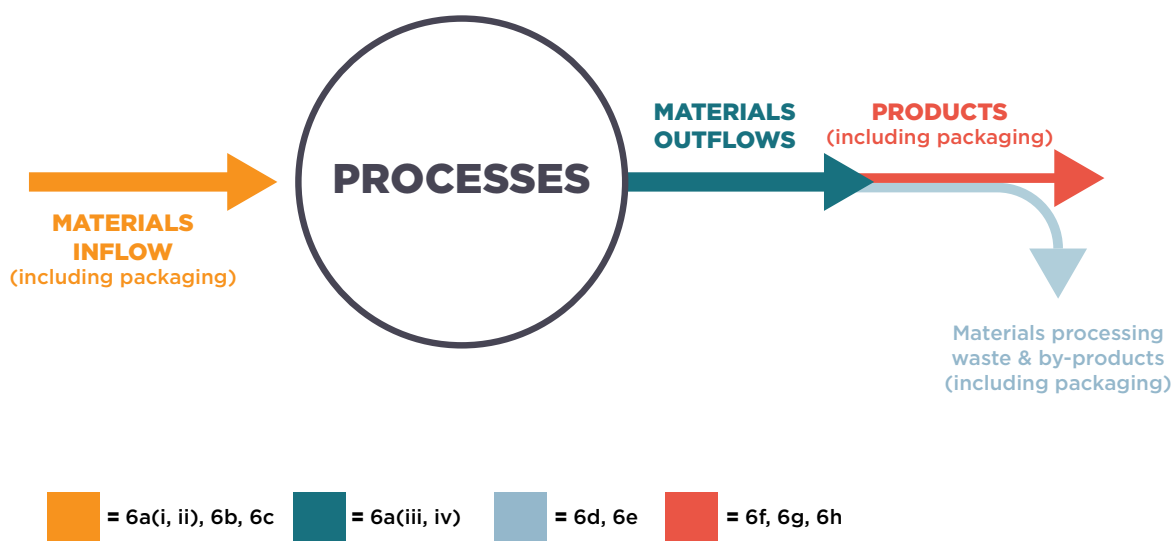 MATERIALS
INFLOW
(including packaging)
PROCESSES
MATERIALS
OUTFLOWS
PRODUCTS
(including packaging)
Materials processing
waste & by-products
(including packaging)
= 6a(i, ii), 6b, 6c
= 6a(iii, iv)
= 6d, 6e
= 6f, 6g, 6h